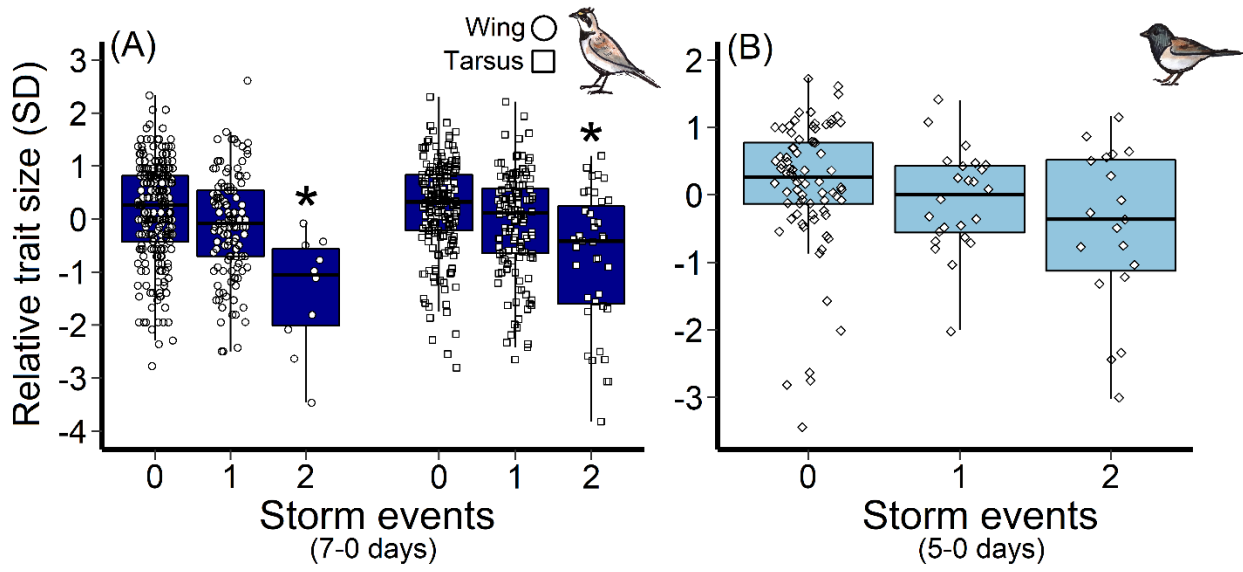 (A)
Wing
Tarsus
Relative trait size (SD)
3
2
1
0
-1
-2
-3
-4
*
*
0 1 2 0 1 2
Storm events
(7-0 days)
(B)
2
1
0
-1
-2
-3
0 1 2
Storm events
(5-0 days)